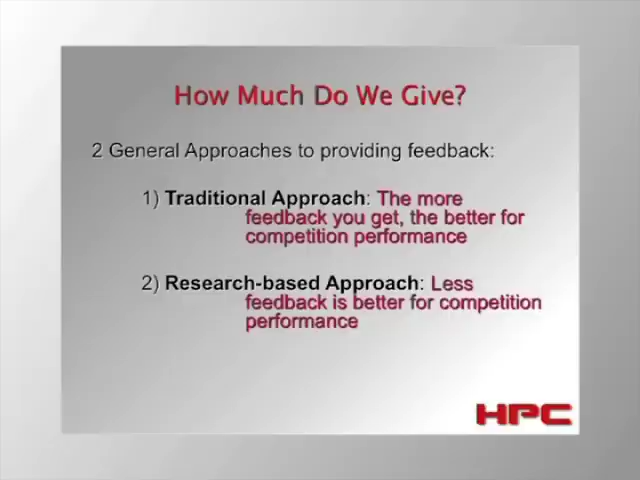 How Much Do We Give?
2 General Approaches to providing feedback:
1) Traditional Approach: The more
feedback you get, the better for
competition performance
2) Research-based Approach: Less
feedback is better for competition
performance
HPC